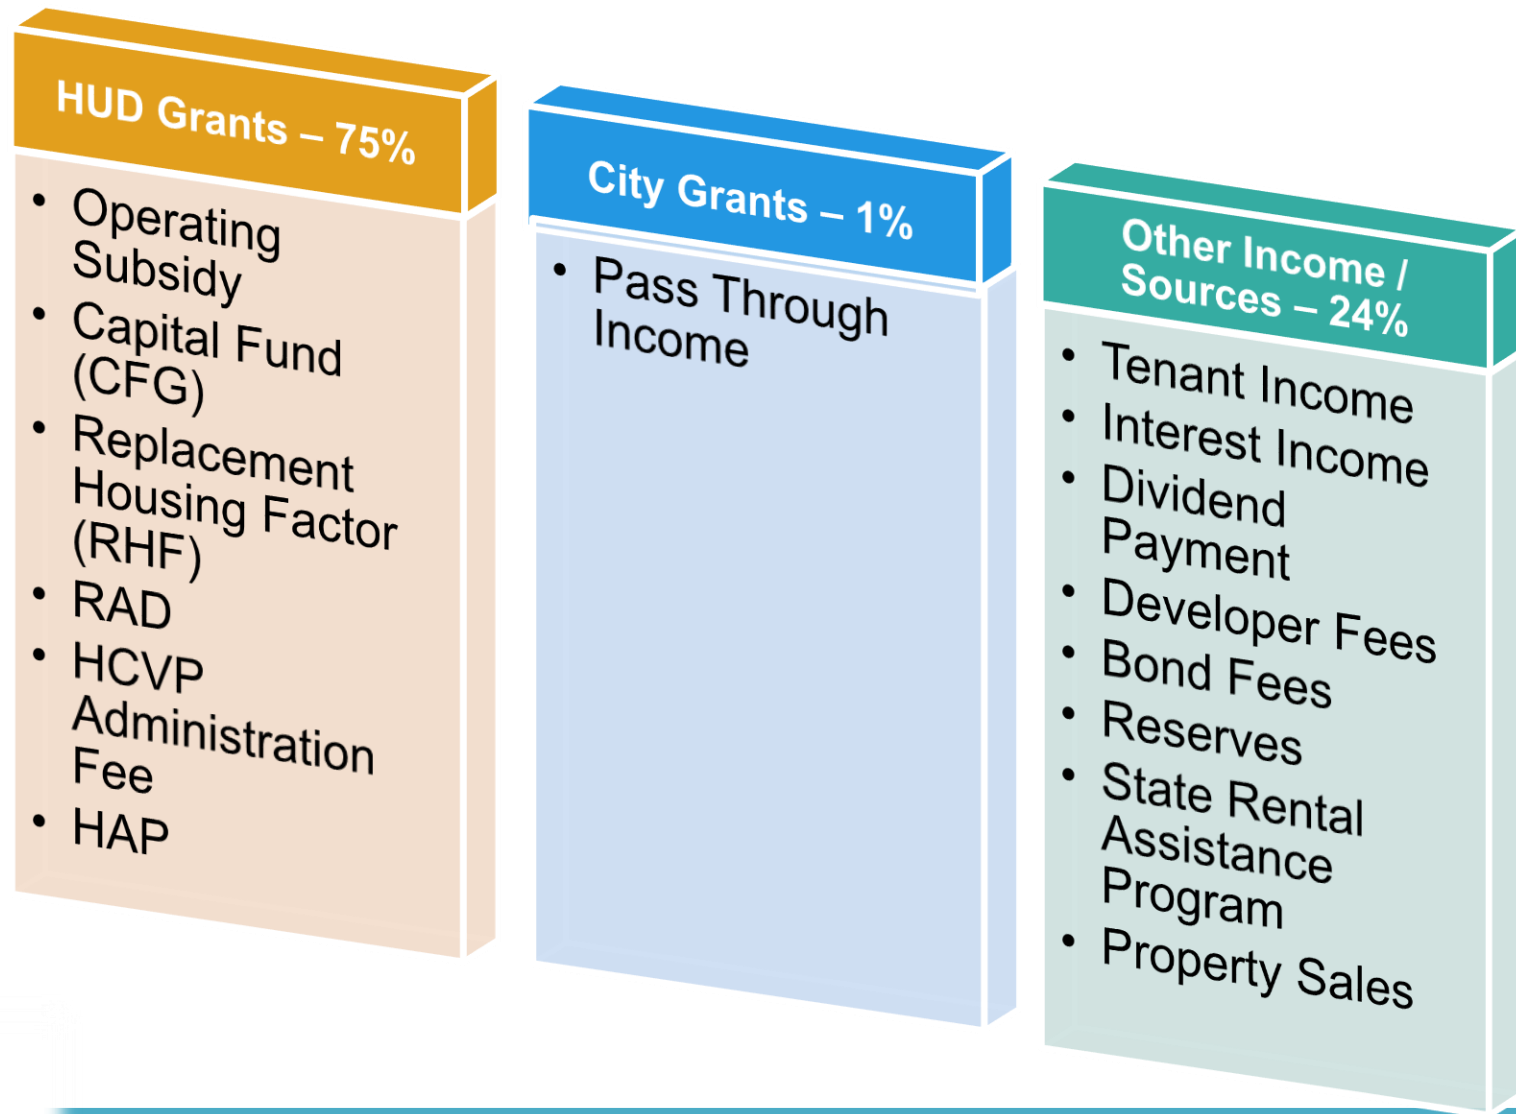 HUD Grants – 75%
• Operating
Subsidy
• Capital Fund
(CFG)
• Replacement
Housing Factor
(RHF)
• RAD
• HCVP
Administration
Fee
• HAP
City Grants – 1%
• Pass Through
Income
Other Income /
Sources – 24%
• Tenant Income
• Interest Income
• Dividend
Payment
• Developer Fees
• Bond Fees
• Reserves
• State Rental
Assistance
Program
• Property Sales